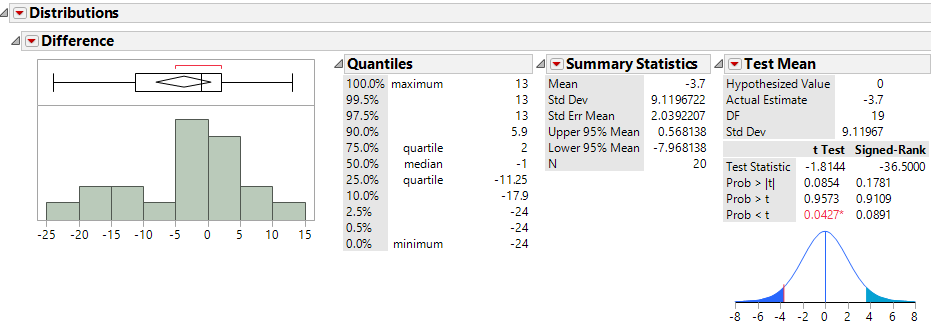 Distributions
Difference
-25 -20 -15 -10 -5 0 5 10 15
Quantiles
100.0% maximum 13
99.5% 13
97.5% 13
90.0% 5.9
75.0% quartile 2
50.0% median -1
25.0% quartile -11.25
10.0% -17.9
2.5% -24
0.5% -24
0.0% minimum -24
Summary Statistics
Mean -3.7
Std Dev 9.1196722
Std Err Mean 2.0392207
Upper 95% Mean 0.568138
Lower 95% Mean -7.968138
N 20
Test Mean
Hypothesized Value 0
Actual Estimate -3.7
DF 19
Std Dev 9.11967
t Test Signed-Rank
Test Statistic -1.8144 -36.5000
Prob > |t| 0.0854 0.1781
Prob > t 0.9573 0.9109
Prob < t 0.0427* 0.0891
-8 -6 -4 -2 0 2 4 6 8